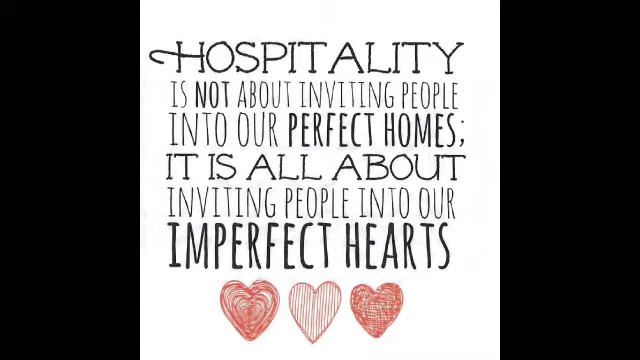 HOSPITALITY
IS NOT ABOUT INVITING PEOPLE
INTO OUR PERFECT HOMES;
IT IS ALL ABOUT
INVITING PEOPLE INTO OUR
IMPERFECT HEARTS